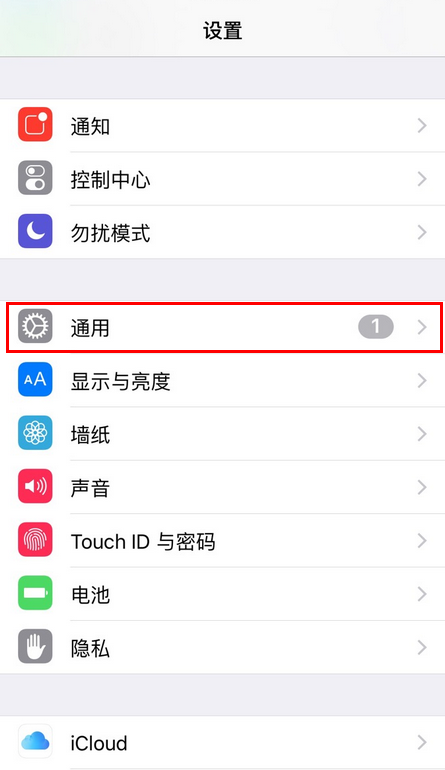 设置
通知
控制中心
勿扰模式
通用 1
AA 显示与亮度
墙纸
声音
Touch ID 与密码
电池
隐私
iCloud